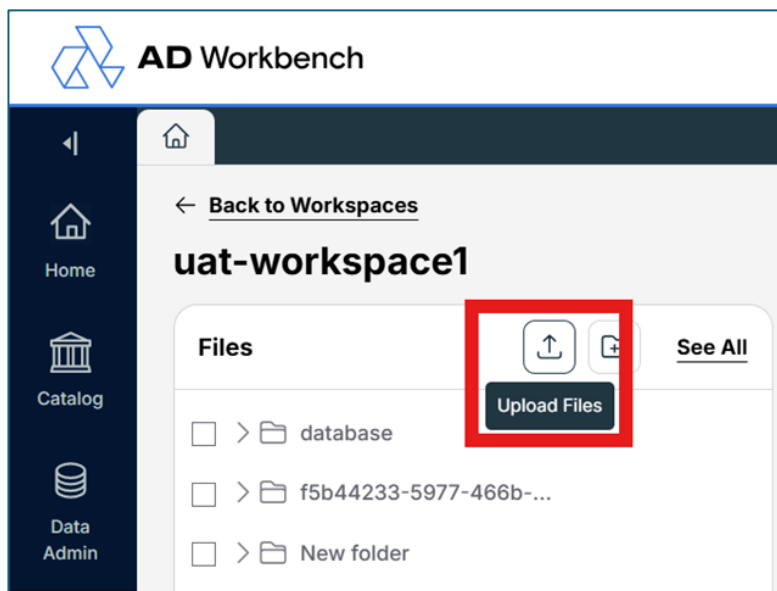 AD Workbench
Back to Workspaces
uat-workspace1
Home
Files
See All
Upload Files
Catalog
database
f5b44233-5977-466b-...
Data
Admin
New folder